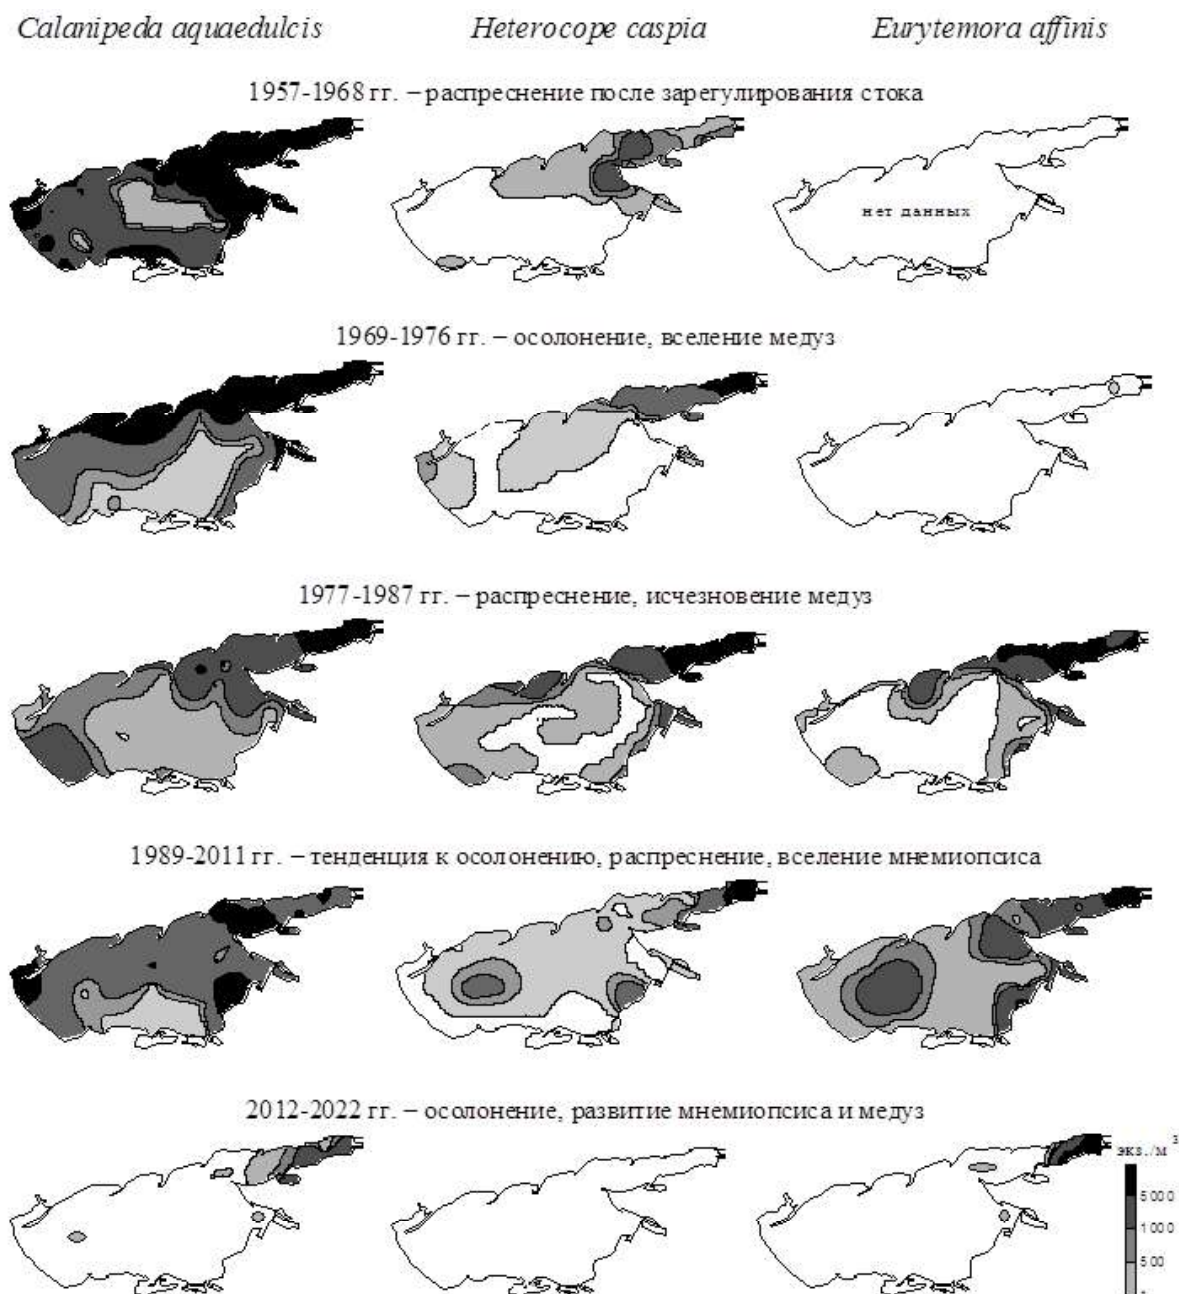 Calanipeda aquaedulcis Heterocope caspia Eurytemora affinis
1957-1968 гг. – распреснение после зарегулирования стока
нет данных
1969-1976 гг. – осолонение, вселение медуз
1977-1987 гг. – распреснение, исчезновение медуз
1989-2011 гг. – тенденция к осолонению, распреснение, вселение мнемиопсиса
2012-2022 гг. – осолонение, развитие мнемиопсиса и медуз
экз./м³
5000
1000
500